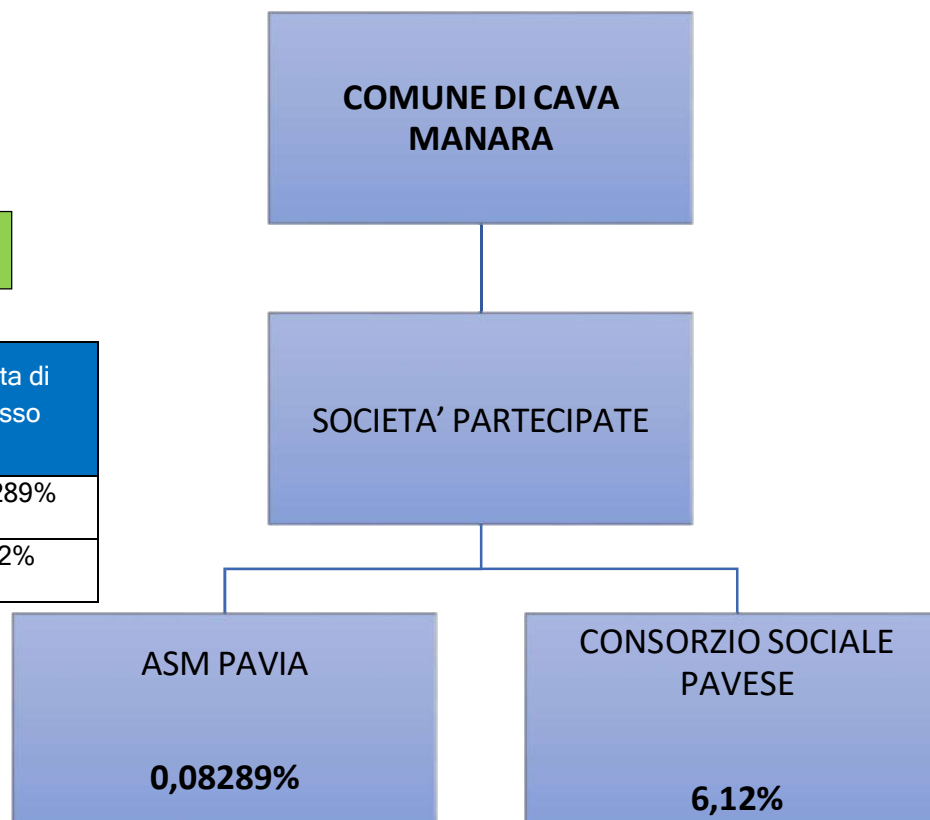 COMUNE DI CAVA
MANARA
SOCIETA’ PARTECIPATE
ASM PAVIA
0,08289%
CONSORZIO SOCIALE
PAVESE
6,12%